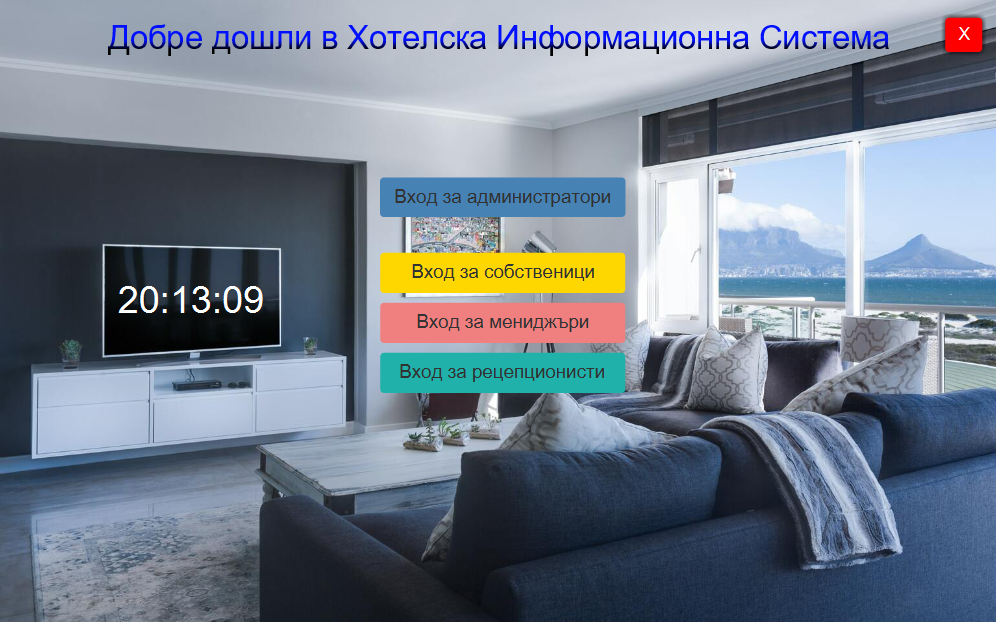 Добре дошли в Хотелска Информационна Система
X
Вход за администратори
Вход за собственици
20:13:09
Вход за мениджъри
Вход за рецепционисти